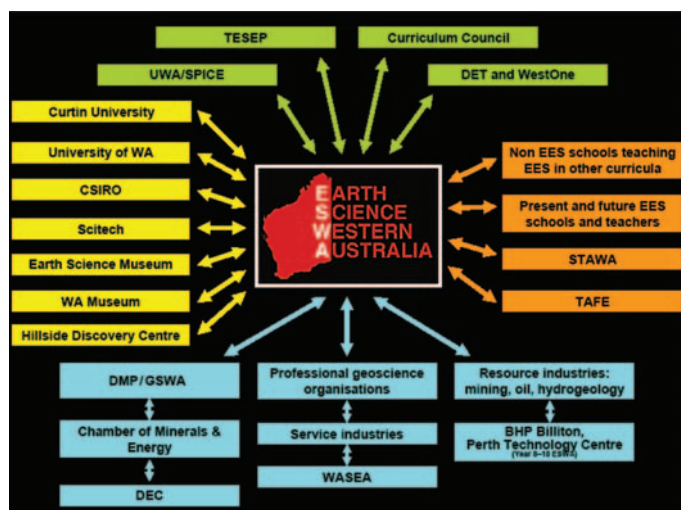 TESEP
Curriculum Council
UWA/SPICE
DET and WestOne
Curtin University
University of WA
CSIRO
Scitech
Earth Science Museum
WA Museum
Hillside Discovery Centre
EARTH
SCIENCE
WESTERN
AUSTRALIA
Non EES schools teaching
EES in other curricula
Present and future EES
schools and teachers
STAWA
TAFE
DMP/GSWA
Chamber of Minerals &
Energy
DEC
Professional geoscience
organisations
Service industries
WASEA
Resource industries:
mining, oil, hydrogeology
BHP Billiton,
Perth Technology Centre
(Year 8–10 ESWA)